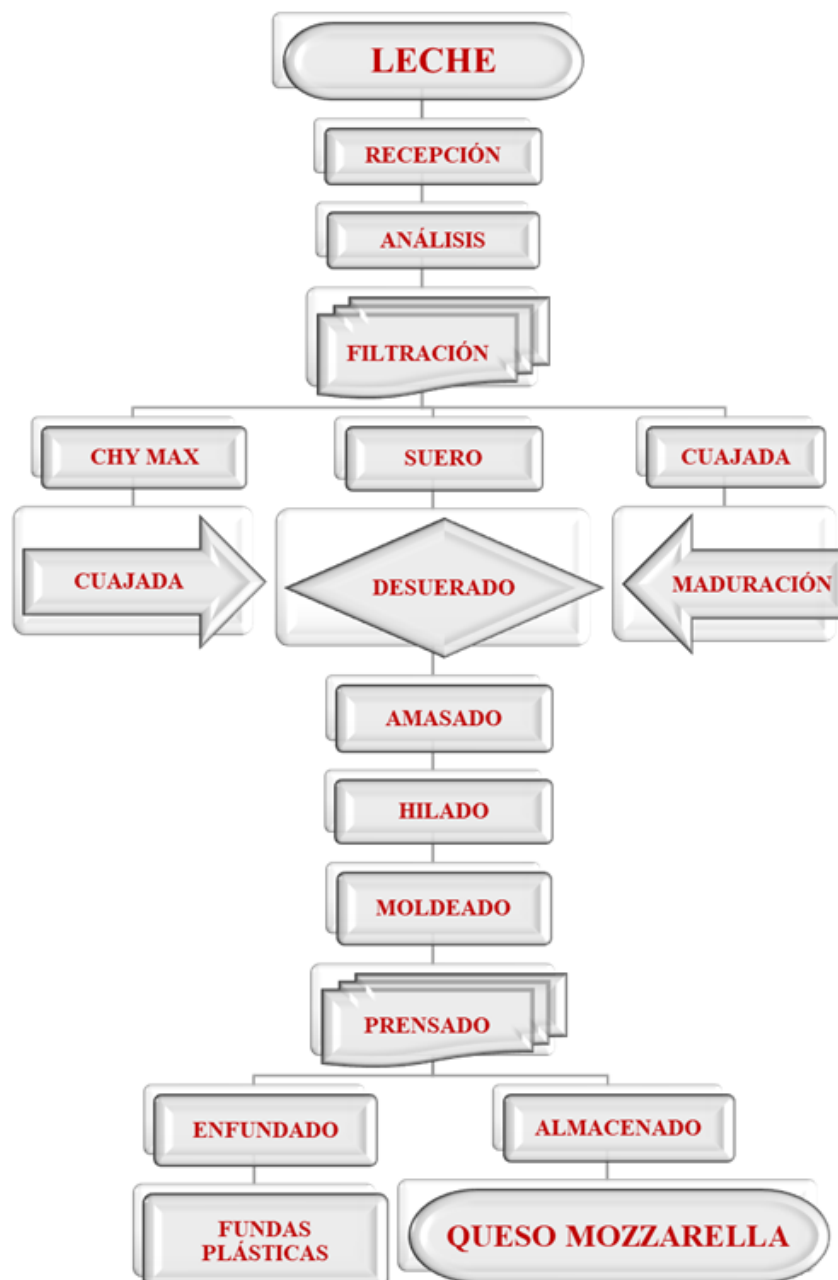 LECHE
RECEPCIÓN
ANÁLISIS
FILTRACIÓN
CHY MAX
SUERO
CUAJADA
CUAJADA
DESUERADO
MADURACIÓN
AMASADO
HILADO
MOLDEADO
PRENSADO
ENFUNDADO
ALMACENADO
FUNDAS
PLÁSTICAS
QUESO MOZZARELLA